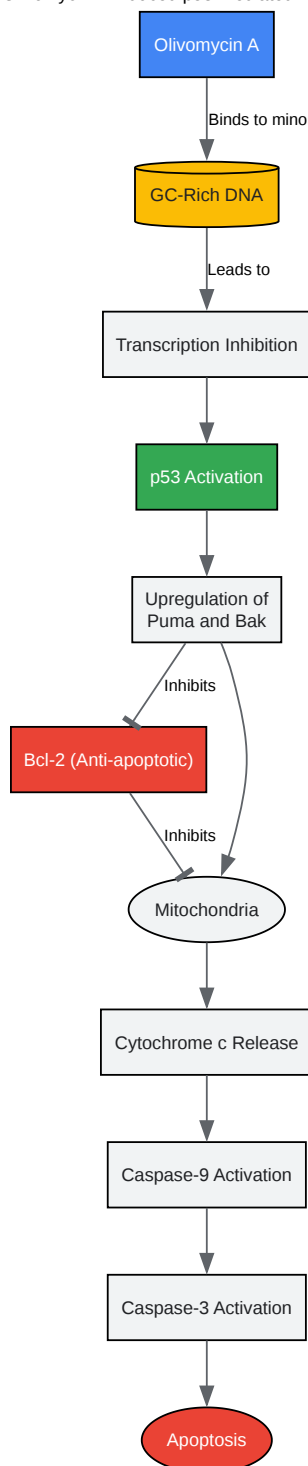 Olivomycin A
Binds to mino
GC-Rich DNA
Leads to
Transcription Inhibition
p53 Activation
Upregulation of
Puma and Bak
Inhibits
Bcl-2 (Anti-apoptotic)
Inhibits
Mitochondria
Cytochrome c Release
Caspase-9 Activation
Caspase-3 Activation
Apoptosis